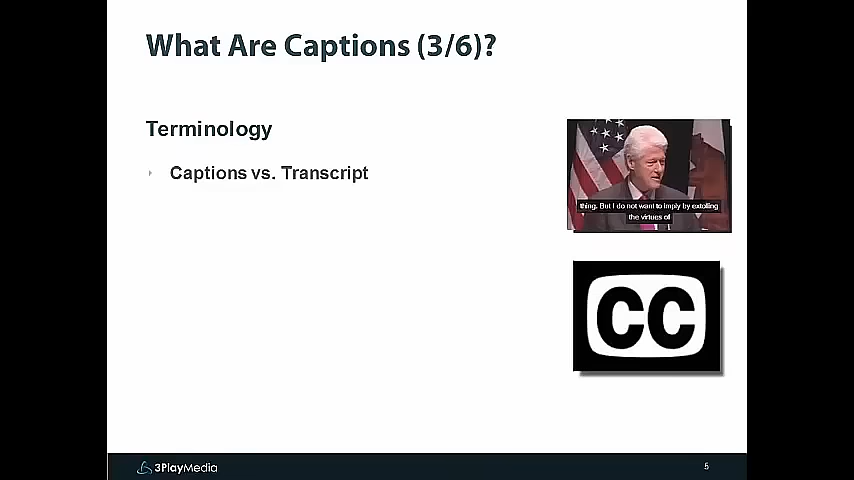 What Are Captions (3/6)?
Terminology
Captions vs. Transcript
thing. But I do not want to imply by extolling
the virtues of
CC
3PlayMedia
5